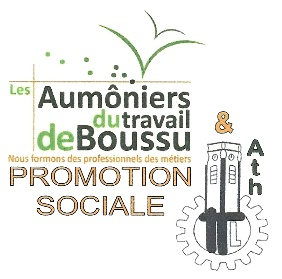 Les Aumôniers
du travail
de Boussu
Nous formons des professionnels des métiers
PROMOTION
SOCIALE
& Ath